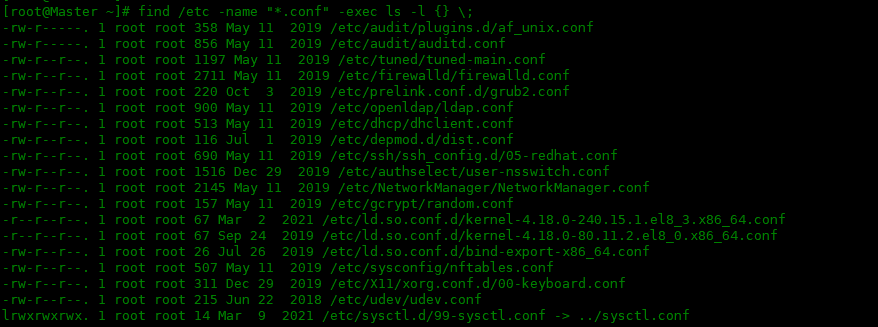 [root@Master ~]# find /etc -name "*.conf" -exec ls -l {} \;
-rw-r-----. 1 root root 358 May 11  2019 /etc/audit/plugins.d/af_unix.conf
-rw-r-----. 1 root root 856 May 11  2019 /etc/audit/auditd.conf
-rw-r--r--. 1 root root 1197 May 11  2019 /etc/tuned/tuned-main.conf
-rw-r--r--. 1 root root 2711 May 11  2019 /etc/firewalld/firewalld.conf
-rw-r--r--. 1 root root 220 Oct  3  2019 /etc/prelink.conf.d/grub2.conf
-rw-r--r--. 1 root root 900 May 11  2019 /etc/openldap/ldap.conf
-rw-r--r--. 1 root root 513 May 11  2019 /etc/dhcp/dhclient.conf
-rw-r--r--. 1 root root 116 Jul  1  2019 /etc/depmod.d/dist.conf
-rw-r--r--. 1 root root 690 May 11  2019 /etc/ssh/ssh_config.d/05-redhat.conf
-rw-r--r--. 1 root root 1516 Dec 29  2019 /etc/authselect/user-nsswitch.conf
-rw-r--r--. 1 root root 2145 May 11  2019 /etc/NetworkManager/NetworkManager.conf
-rw-r--r--. 1 root root 157 May 11  2019 /etc/gcrypt/random.conf
-r--r--r--. 1 root root 67 Mar  2  2021 /etc/ld.so.conf.d/kernel-4.18.0-240.15.1.el8_3.x86_64.conf
-r--r--r--. 1 root root 67 Sep 24  2019 /etc/ld.so.conf.d/kernel-4.18.0-80.11.2.el8_0.x86_64.conf
-rw-r--r--. 1 root root 26 Jul 26  2019 /etc/ld.so.conf.d/bind-export-x86_64.conf
-rw-r--r--. 1 root root 507 May 11  2019 /etc/sysconfig/nftables.conf
-rw-r--r--. 1 root root 311 Dec 29  2019 /etc/X11/xorg.conf.d/00-keyboard.conf
-rw-r--r--. 1 root root 215 Jun 22  2018 /etc/udev/udev.conf
lrwxrwxrwx. 1 root root 14 Mar  9  2021 /etc/sysctl.d/99-sysctl.conf -> ../sysctl.conf